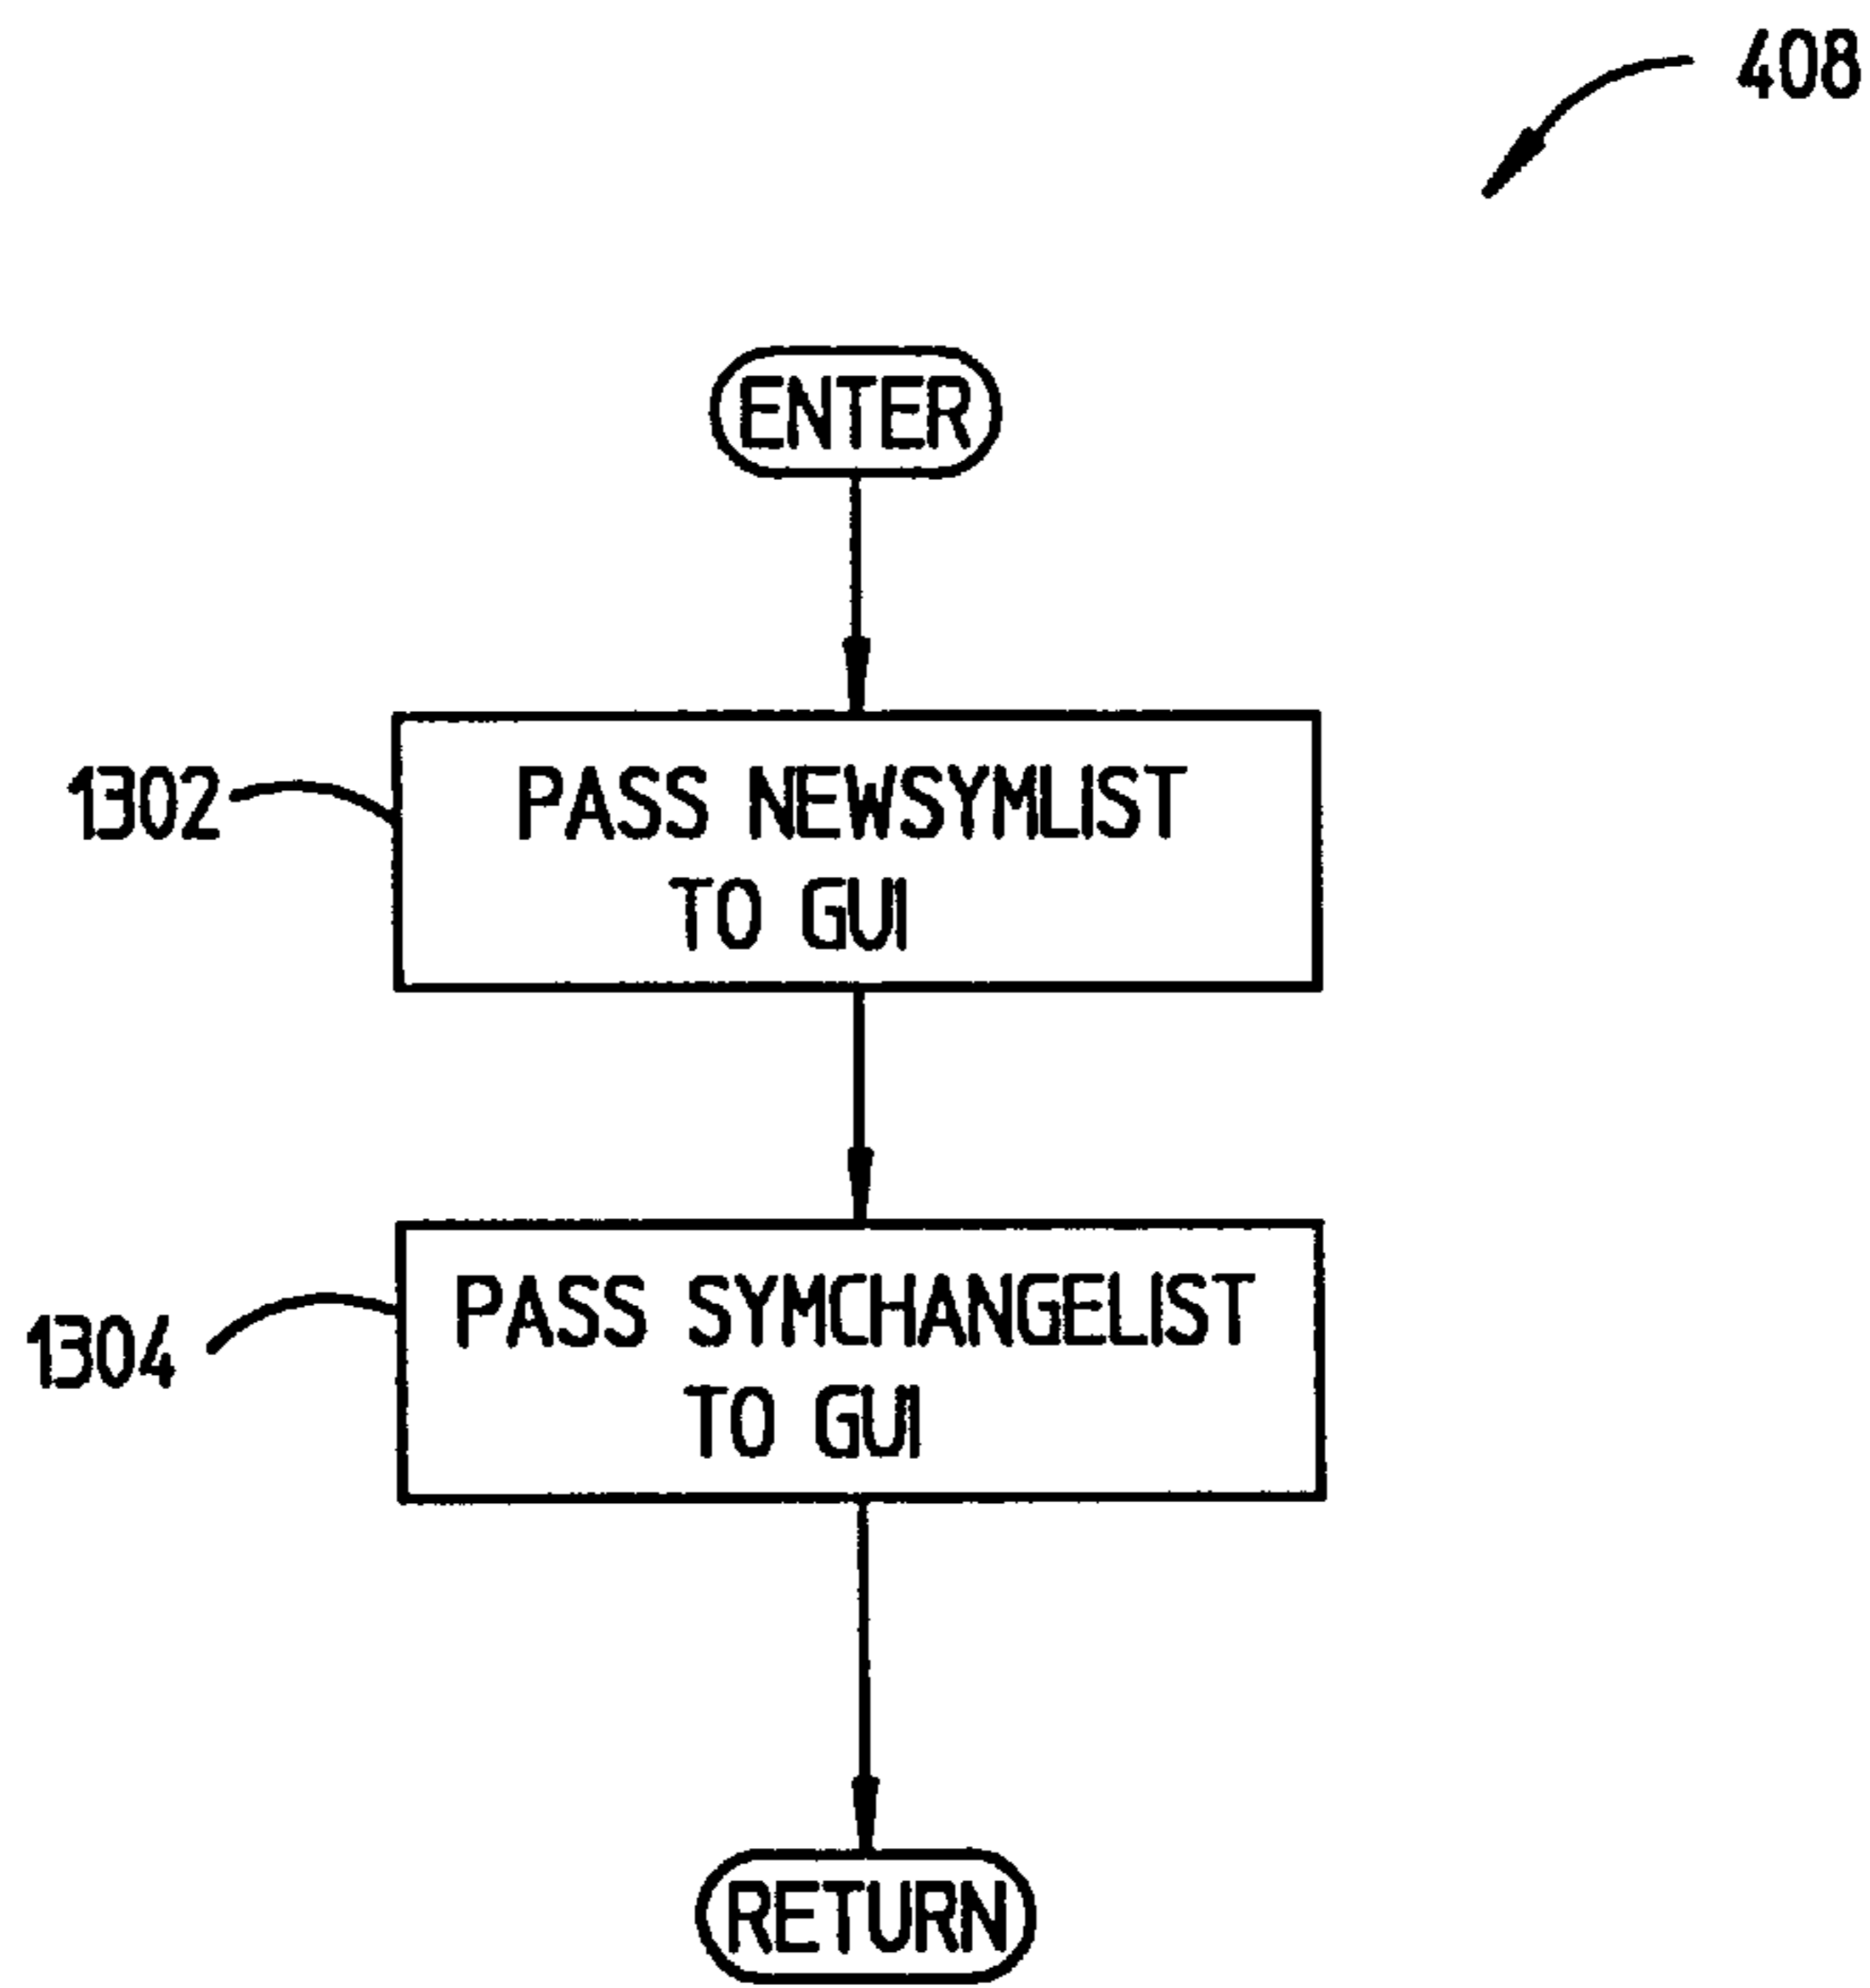 408
ENTER
1302
PASS NEWSYMLIST
TO GUI
1304
PASS SYMCHANGELIST
TO GUI
RETURN